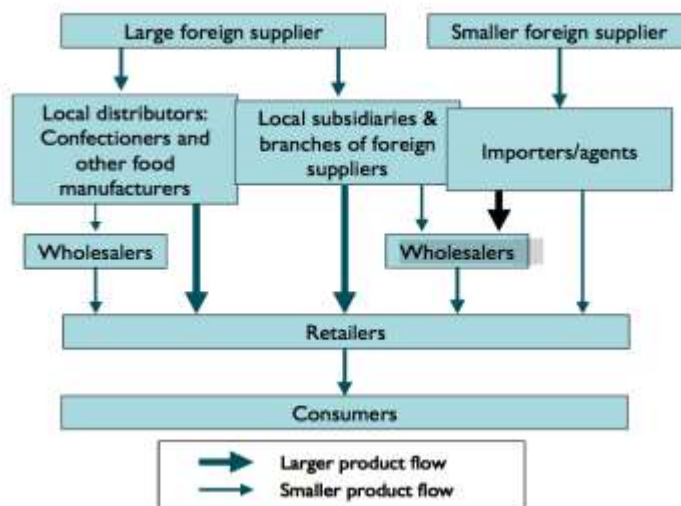 Large foreign supplier
Smaller foreign supplier
Local distributors:
Confectioners and
other food
manufacturers
Local subsidiaries &
branches of foreign
suppliers
Importers/agents
Wholesalers
Wholesalers
Retailers
Consumers
Larger product flow
Smaller product flow